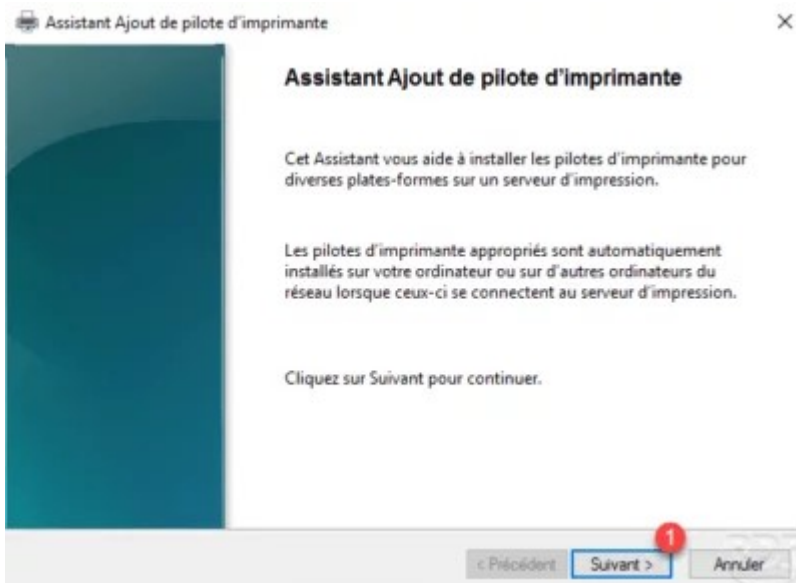 Assistant Ajout de pilote d'imprimante
Assistant Ajout de pilote d'imprimante
Cet Assistant vous aide à installer les pilotes d'imprimante pour
diverses plates-formes sur un serveur d'impression.
Les pilotes d'imprimante appropriés sont automatiquement
installés sur votre ordinateur ou sur d'autres ordinateurs du
réseau lorsque ceux-ci se connectent au serveur d'impression.
Cliquez sur Suivant pour continuer.
1
< Précédent Suivant > Annuler